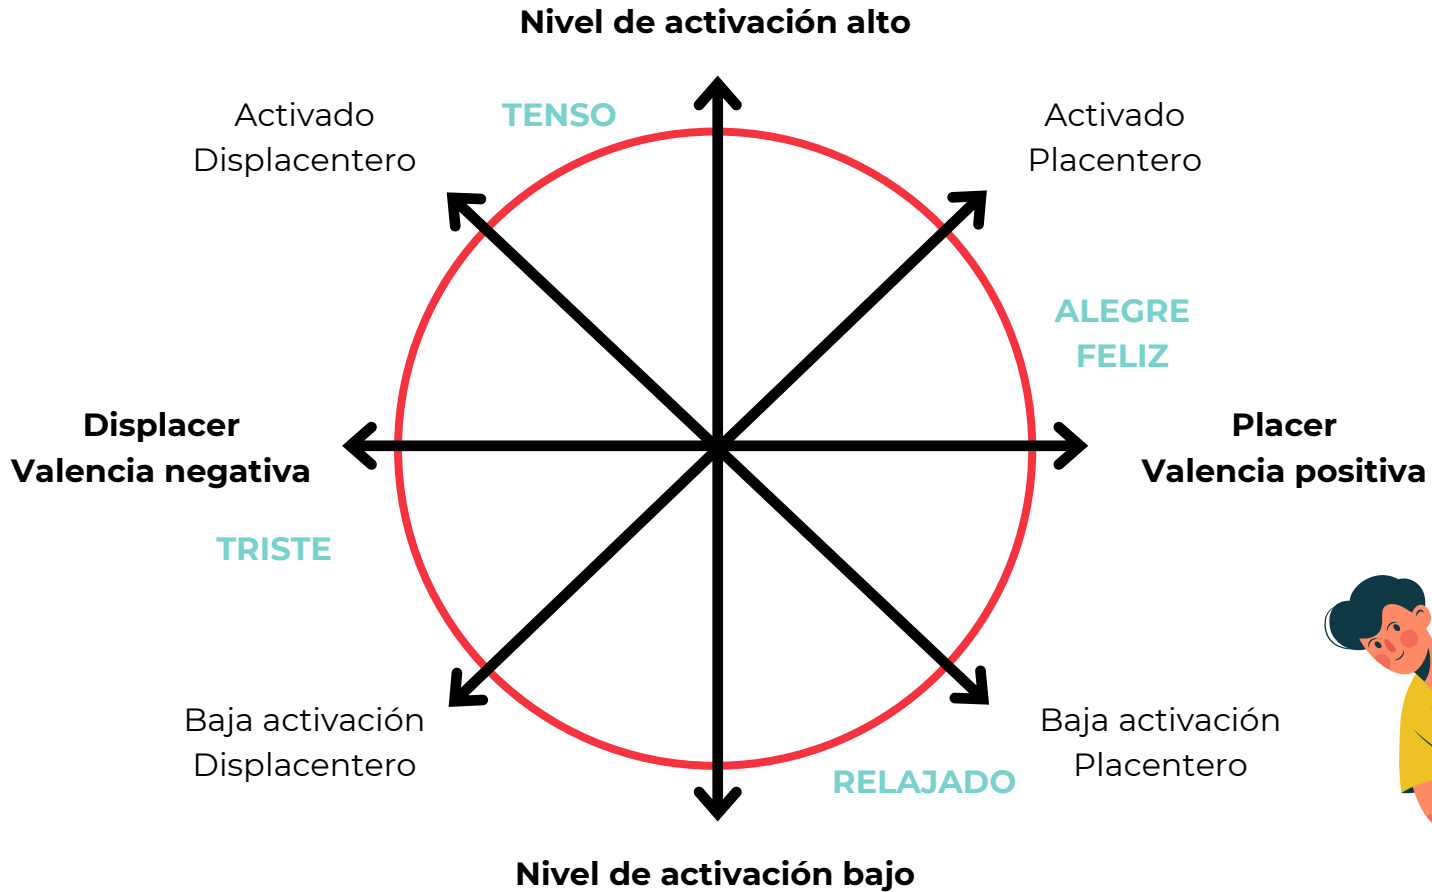 Nivel de activación alto
Activado
Displacentero
TENSO
Activado
Placentero
ALEGRE
FELIZ
Displacer
Valencia negativa
Placer
Valencia positiva
TRISTE
Baja activación
Displacentero
Baja activación
Placentero
RELAJADO
Nivel de activación bajo